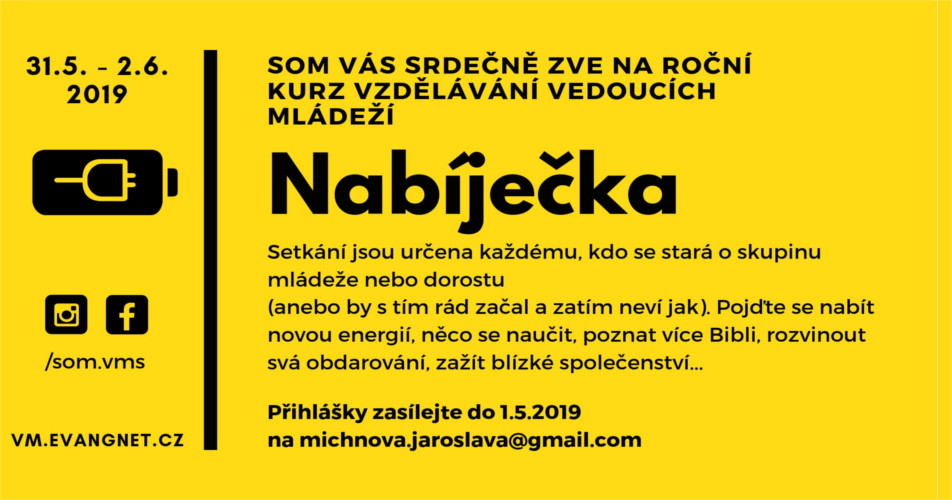 31.5. - 2.6.
2019
/som.vms
VM.EVANGNET.CZ
SOM VÁS SRDEČNĚ ZVE NA ROČNÍ
KURZ VZDĚLÁVÁNÍ VEDOUCÍCH
MLÁDEŽÍ
Nabíječka
Setkání jsou určena každému, kdo se stará o skupinu
mládeže nebo dorostu
(anebo by s tím rád začal a zatím neví jak). Pojďte se nabít
novou energií, něco se naučit, poznat více Bibli, rozvinout
svá obdarování, zažít blízké společenství...
Přihlášky zasílejte do 1.5.2019
na michnova.jaroslava@gmail.com